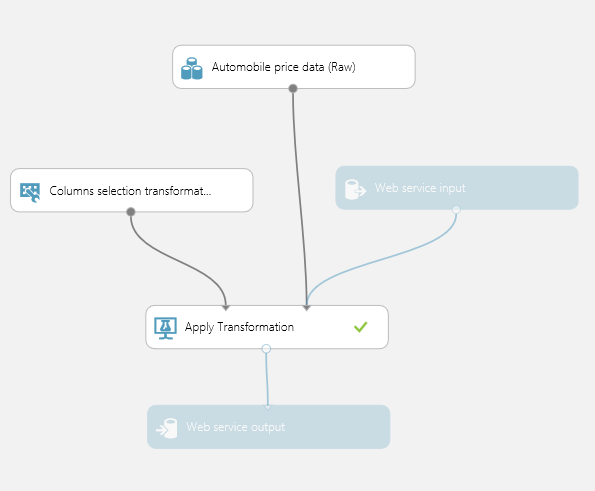 Automobile price data (Raw)
Columns selection transformat...
Web service input
Apply Transformation
Web service output